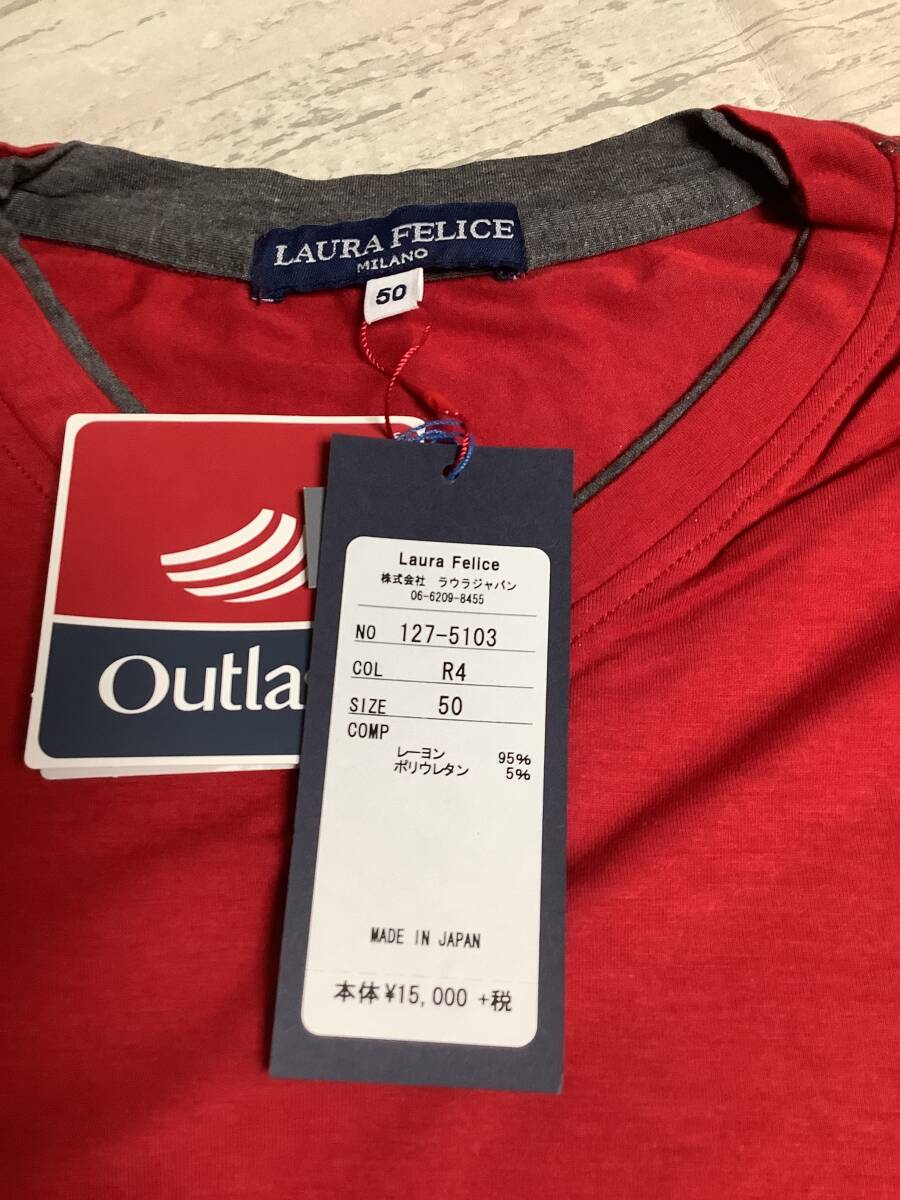 LAURA FELICE
MILANO
50
Outla
Laura Felice
株式会社 ラウラジャパン
06-6209-8455
NO 127-5103
COL R4
SIZE 50
COMP
レーヨン 95%
ポリウレタン 5%
MADE IN JAPAN
本体¥15,000 +税